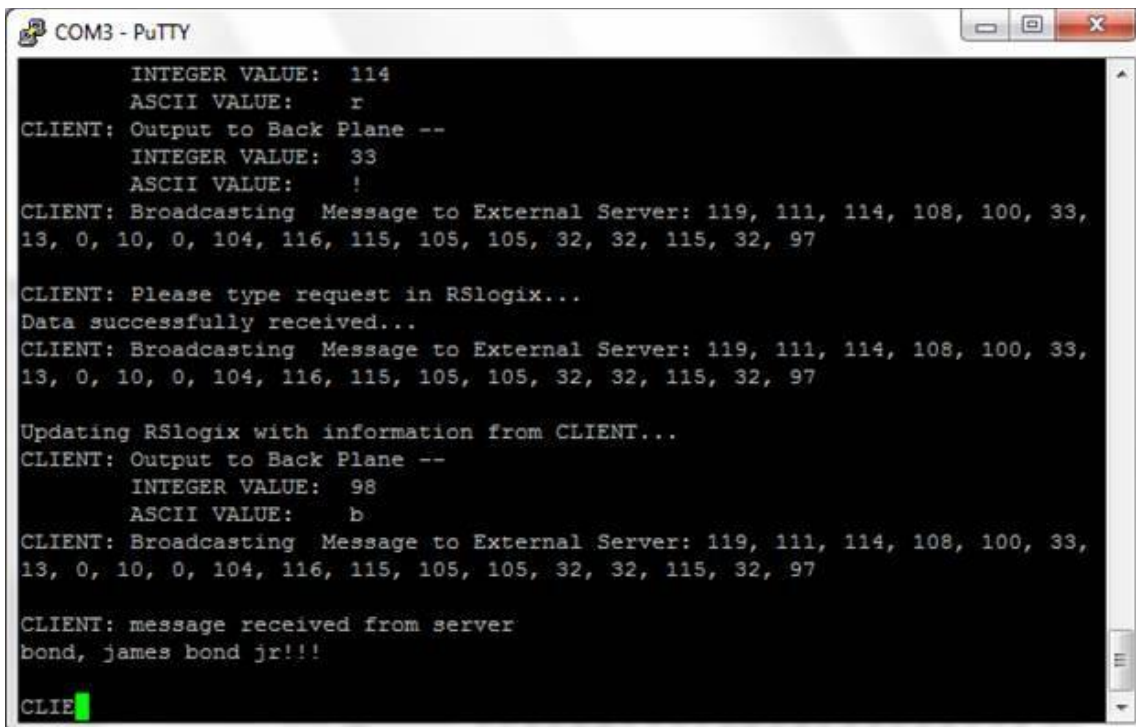 COM3 - PuTTY
INTEGER VALUE: 114
ASCII VALUE: r
CLIENT: Output to Back Plane --
INTEGER VALUE: 33
ASCII VALUE: !
CLIENT: Broadcasting  Message to External Server: 119, 111, 114, 108, 100, 33,
13, 0, 10, 0, 104, 116, 115, 105, 105, 32, 32, 115, 32, 97
CLIENT: Please type request in RSlogix...
Data successfully received...
CLIENT: Broadcasting  Message to External Server: 119, 111, 114, 108, 100, 33,
13, 0, 10, 0, 104, 116, 115, 105, 105, 32, 32, 115, 32, 97
Updating RSlogix with information from CLIENT...
CLIENT: Output to Back Plane --
INTEGER VALUE: 98
ASCII VALUE: b
CLIENT: Broadcasting  Message to External Server: 119, 111, 114, 108, 100, 33,
13, 0, 10, 0, 104, 116, 115, 105, 105, 32, 32, 115, 32, 97
CLIENT: message received from server
bond, james bond jr!!!
CLIE